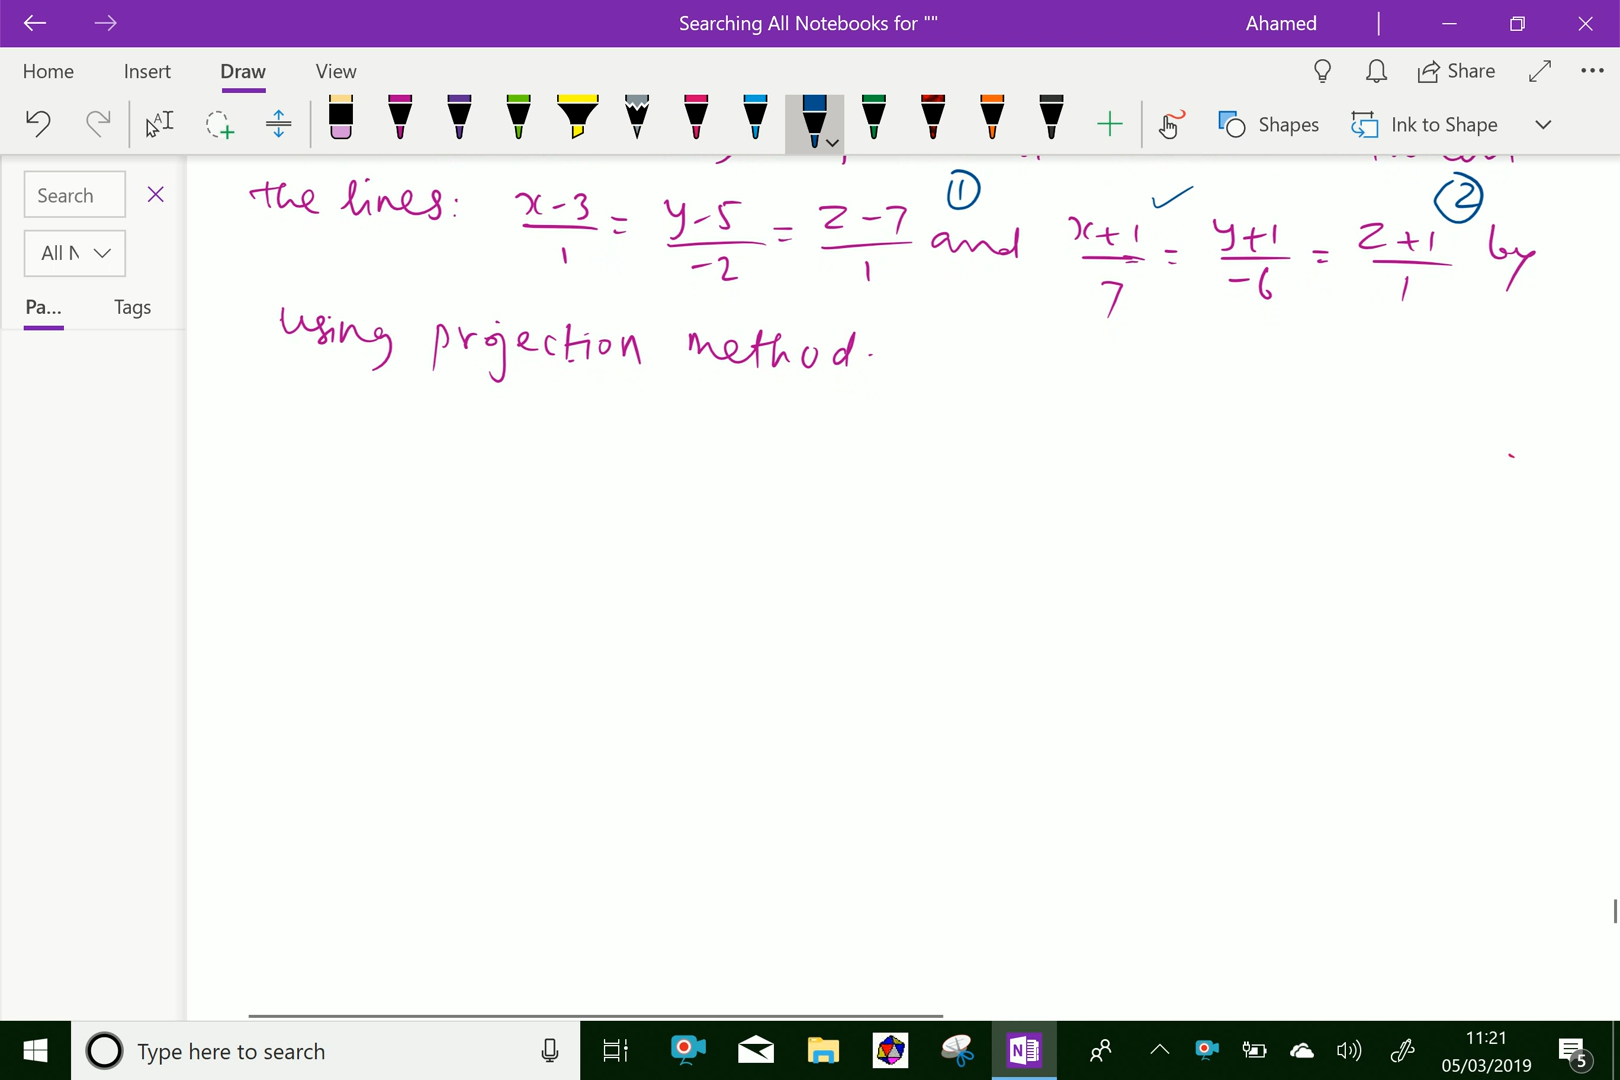 Searching All Notebooks for ""
Ahamed
Home Insert Draw View
Share
Shapes Ink to Shape
Search
All N
Pa... Tags
the lines: x-3/1 = y-5/-2 = z-7/1 ① and x+1/7 = y+1/-6 = z+1/1 ② by
using projection method.
Type here to search
11:21
05/03/2019
5